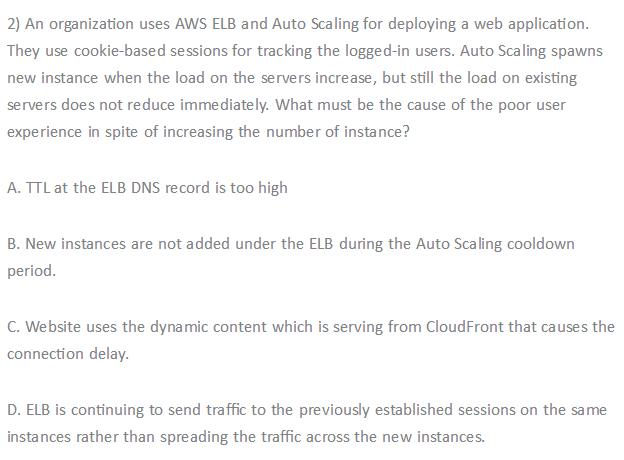 2) An organization uses AWS ELB and Auto Scaling for deploying a web application.
They use cookie-based sessions for tracking the logged-in users. Auto Scaling spawns
new instance when the load on the servers increase, but still the load on existing
servers does not reduce immediately. What must be the cause of the poor user
experience in spite of increasing the number of instance?
A. TTL at the ELB DNS record is too high
B. New instances are not added under the ELB during the Auto Scaling cooldown
period.
C. Website uses the dynamic content which is serving from CloudFront that causes the
connection delay.
D. ELB is continuing to send traffic to the previously established sessions on the same
instances rather than spreading the traffic across the new instances.